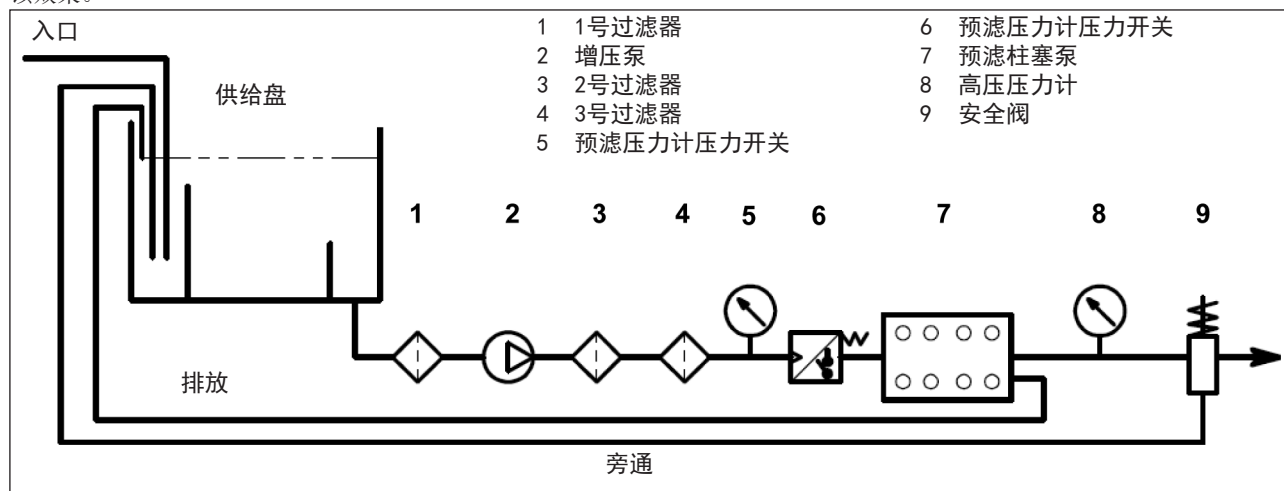 入口
供给盘
1 1号过滤器
2 增压泵
3 2号过滤器
4 3号过滤器
5 预滤压力计压力开关
6 预滤压力计压力开关
7 预滤柱塞泵
8 高压压力计
9 安全阀
1 2 3 4 5 6 7 8 9
排放
旁通